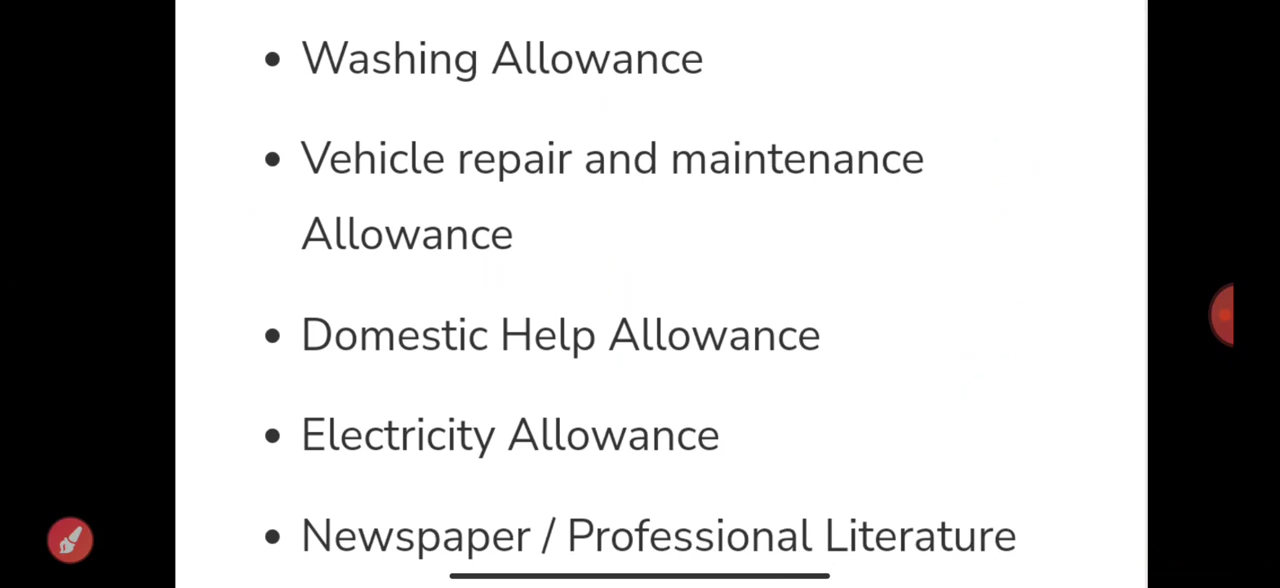 • Washing Allowance
• Vehicle repair and maintenance
Allowance
• Domestic Help Allowance
• Electricity Allowance
• Newspaper / Professional Literature